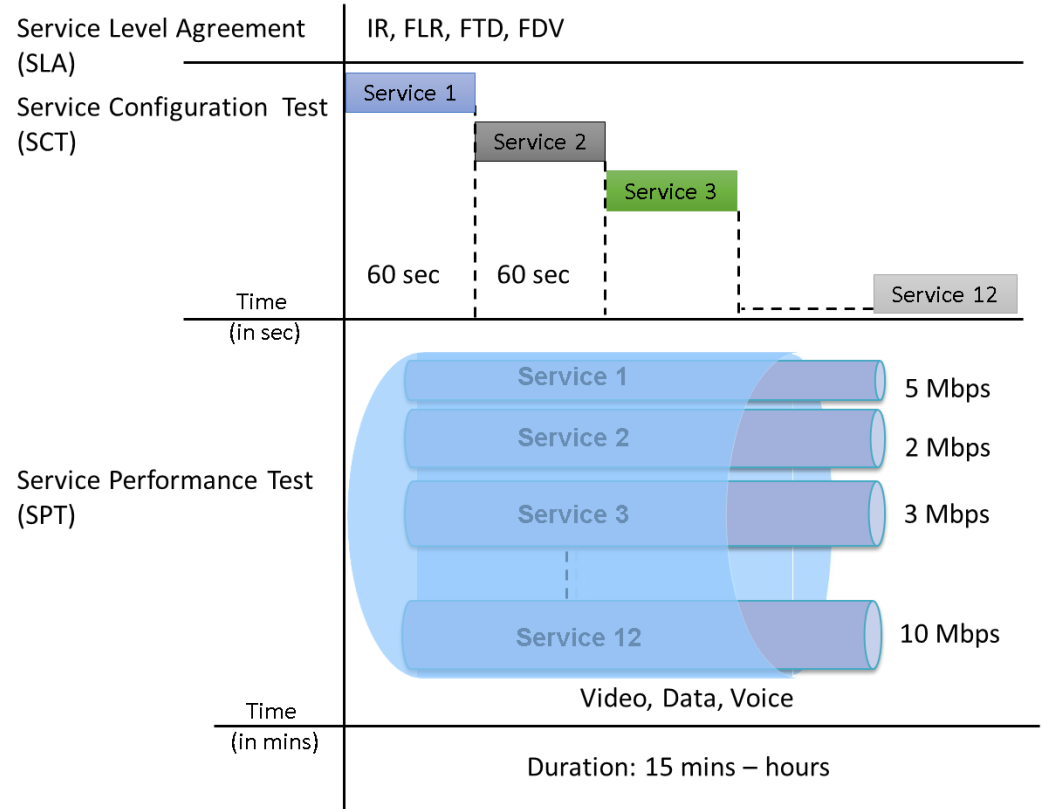 Service Level Agreement
(SLA)
IR, FLR, FTD, FDV
Service Configuration Test
(SCT)
Service 1
Service 2
Service 3
60 sec
60 sec
Service 12
Time
(in sec)
Service 1
5 Mbps
Service 2
2 Mbps
Service Performance Test
(SPT)
Service 3
3 Mbps
Service 12
10 Mbps
Video, Data, Voice
Time
(in mins)
Duration: 15 mins – hours